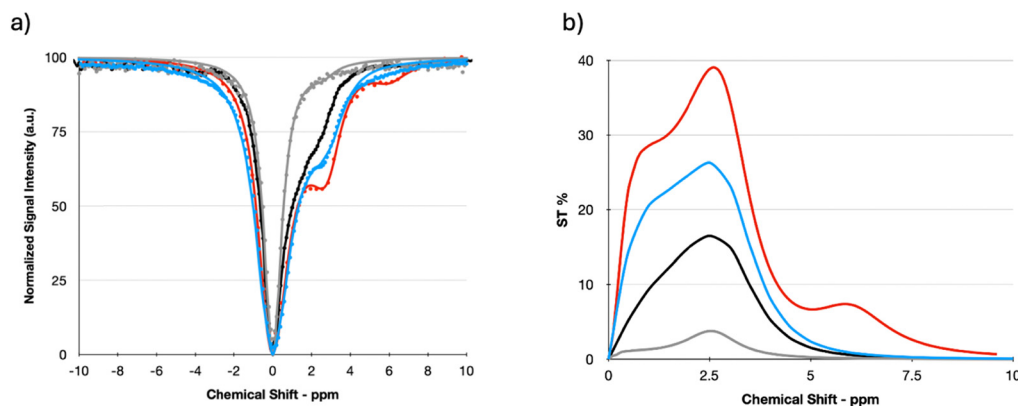 a)
b)
Normalized Signal Intensity (a.u.)
100
75
50
25
0
-10 -8 -6 -4 -2 0 2 4 6 8 10
Chemical Shift - ppm
ST %
40
30
20
10
0
0 2.5 5 7.5 10
Chemical Shift - ppm